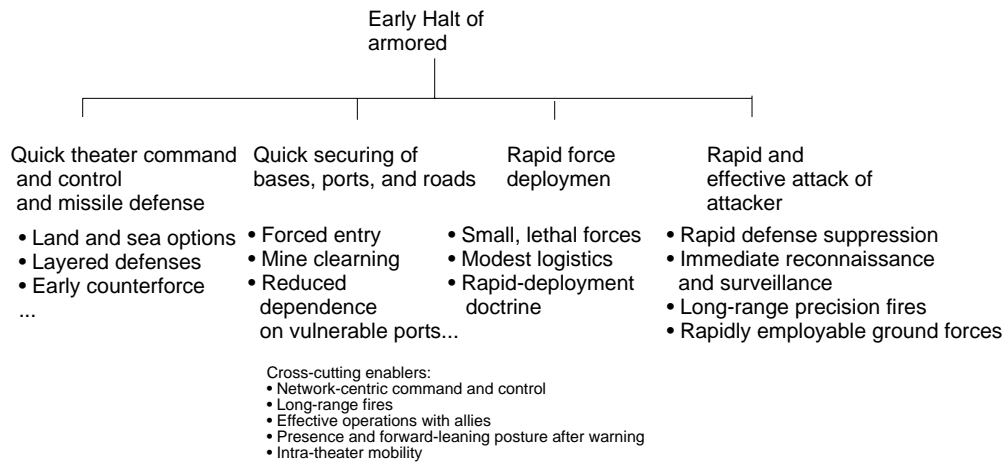 Early Halt of
armored
Quick theater command
and control
and missile defense
• Land and sea options
• Layered defenses
• Early counterforce
...
Quick securing of
bases, ports, and roads
• Forced entry
• Mine clearning
• Reduced
dependence
on vulnerable ports...
Rapid force
deploymen
• Small, lethal forces
• Modest logistics
• Rapid-deployment
doctrine
Rapid and
effective attack of
attacker
• Rapid defense suppression
• Immediate reconnaissance
and surveillance
• Long-range precision fires
• Rapidly employable ground forces
Cross-cutting enablers:
• Network-centric command and control
• Long-range fires
• Effective operations with allies
• Presence and forward-leaning posture after warning
• Intra-theater mobility